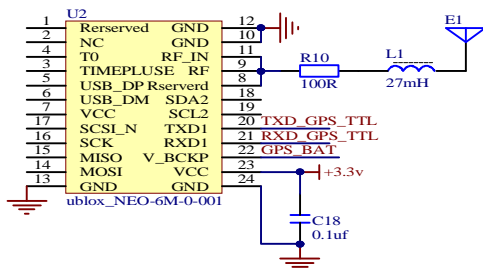 U2
E1
1 Rerserved GND 12
2 NC GND 10
4 T0 RF_IN 11
3 TIMEPLUSE RF 9
5 USB_DP Rserverd 8
6 USB_DM SDA2 18
7 VCC SCL2 19
17 SCSI_N TXD1 20 TXD_GPS_TTL
16 SCK RXD1 21 RXD_GPS_TTL
15 MISO V_BCKP 22 GPS_BAT
14 MOSI VCC 23 +3.3v
13 GND GND 24
ublox_NEO-6M-0-001
R10
100R
L1
27mH
C18
0.1uf